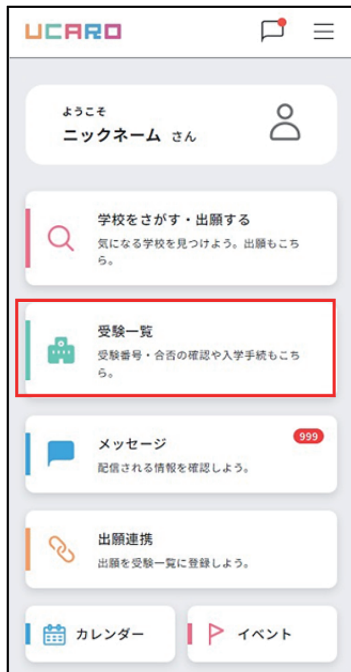 UCARO
ようこそ
ニックネーム さん
学校をさがす・出願する
気になる学校を見つけよう。出願もこち
ら。
受験一覧
受験番号・合否の確認や入学手続もこち
ら。
メッセージ
999
配信される情報を確認しよう。
出願連携
出願を受験一覧に登録しよう。
カレンダー
イベント